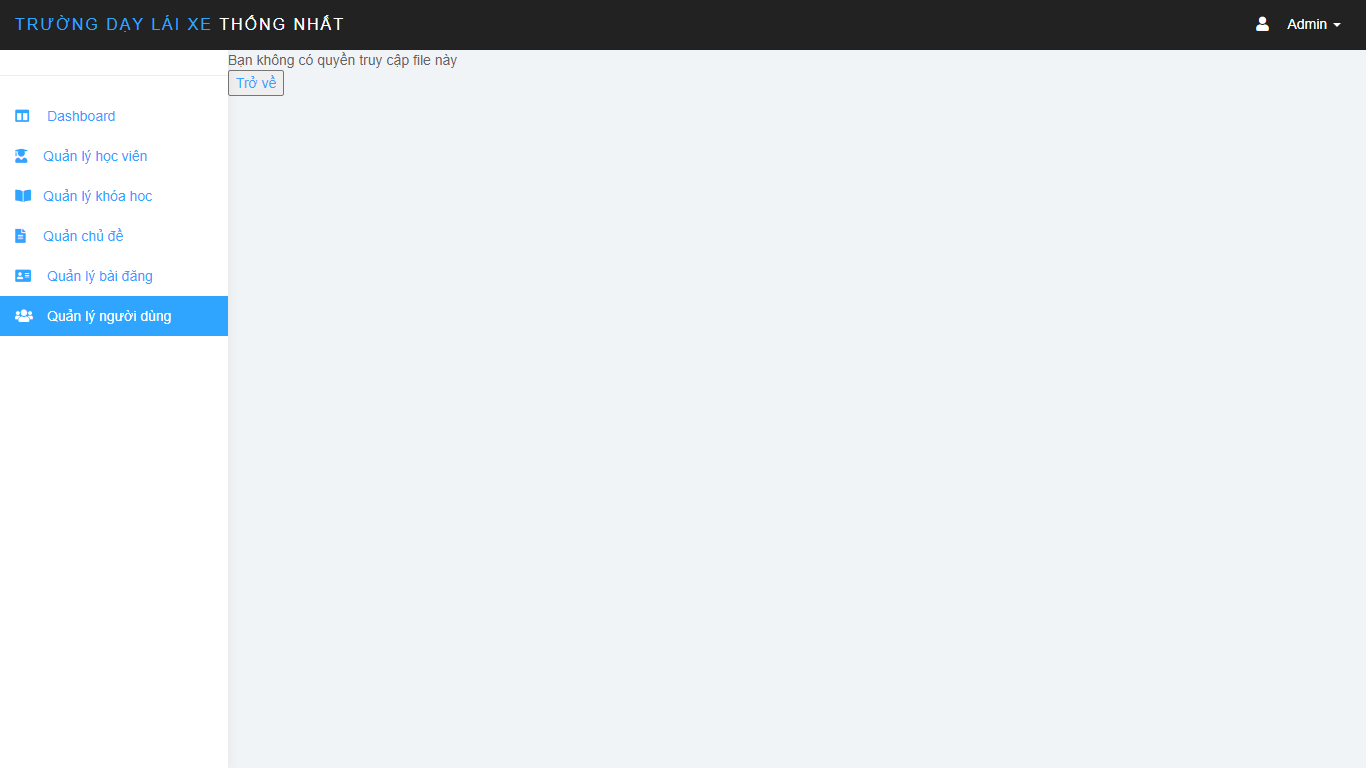 TRƯỜNG DẠY LÁI XE THỐNG NHẤT
Admin
Bạn không có quyền truy cập file này
Trở về
Dashboard
Quản lý học viên
Quản lý khóa học
Quản chủ đề
Quản lý bài đăng
Quản lý người dùng